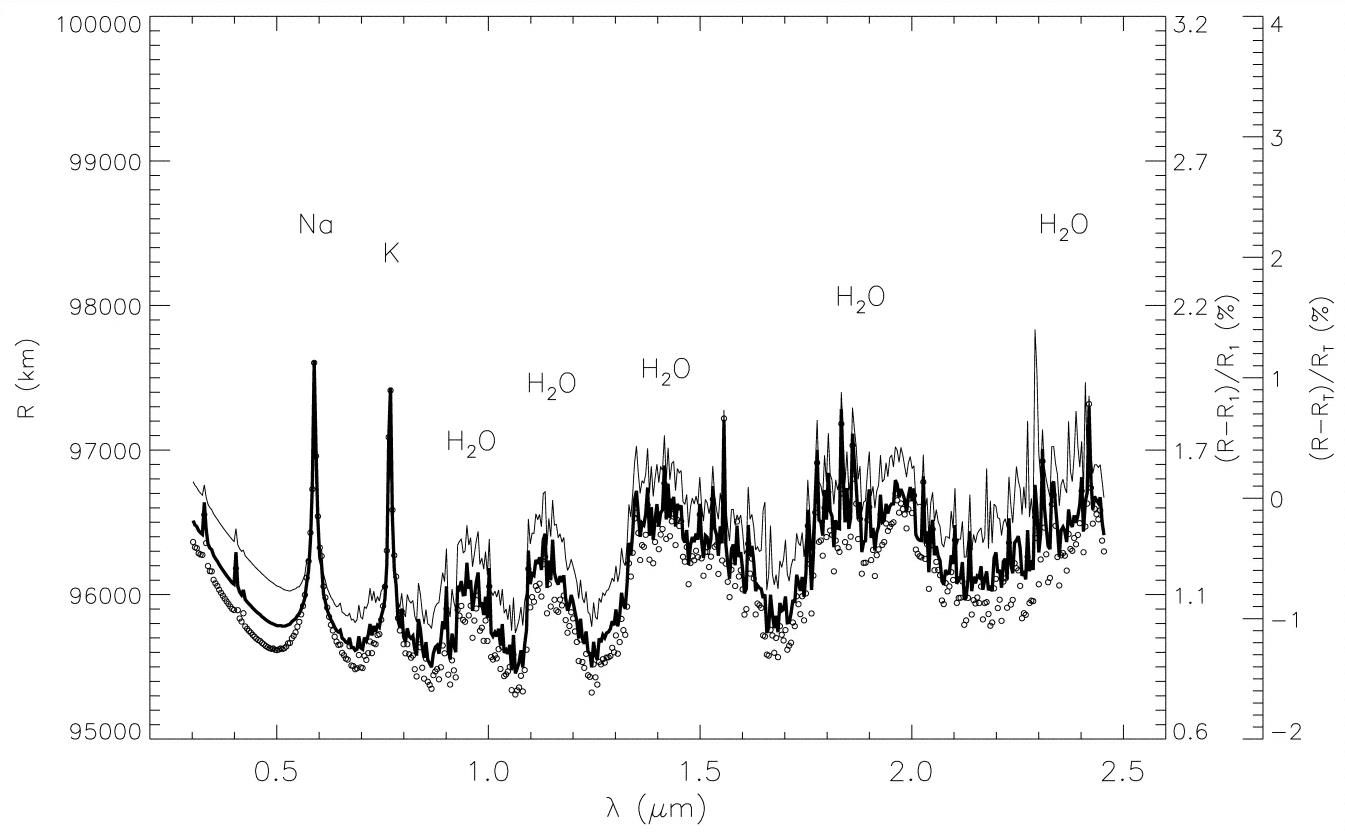 100000
99000
98000
97000
96000
95000
R (km)
Na
K
H₂O
H₂O
H₂O
H₂O
H₂O
3.2
2.7
2.2
1.7
1.1
0.6
(R−R₁)/R₁ (%)
4
3
2
1
0
−1
−2
(R−R_T)/R_T (%)
0.5
1.0
1.5
2.0
2.5
λ (μm)